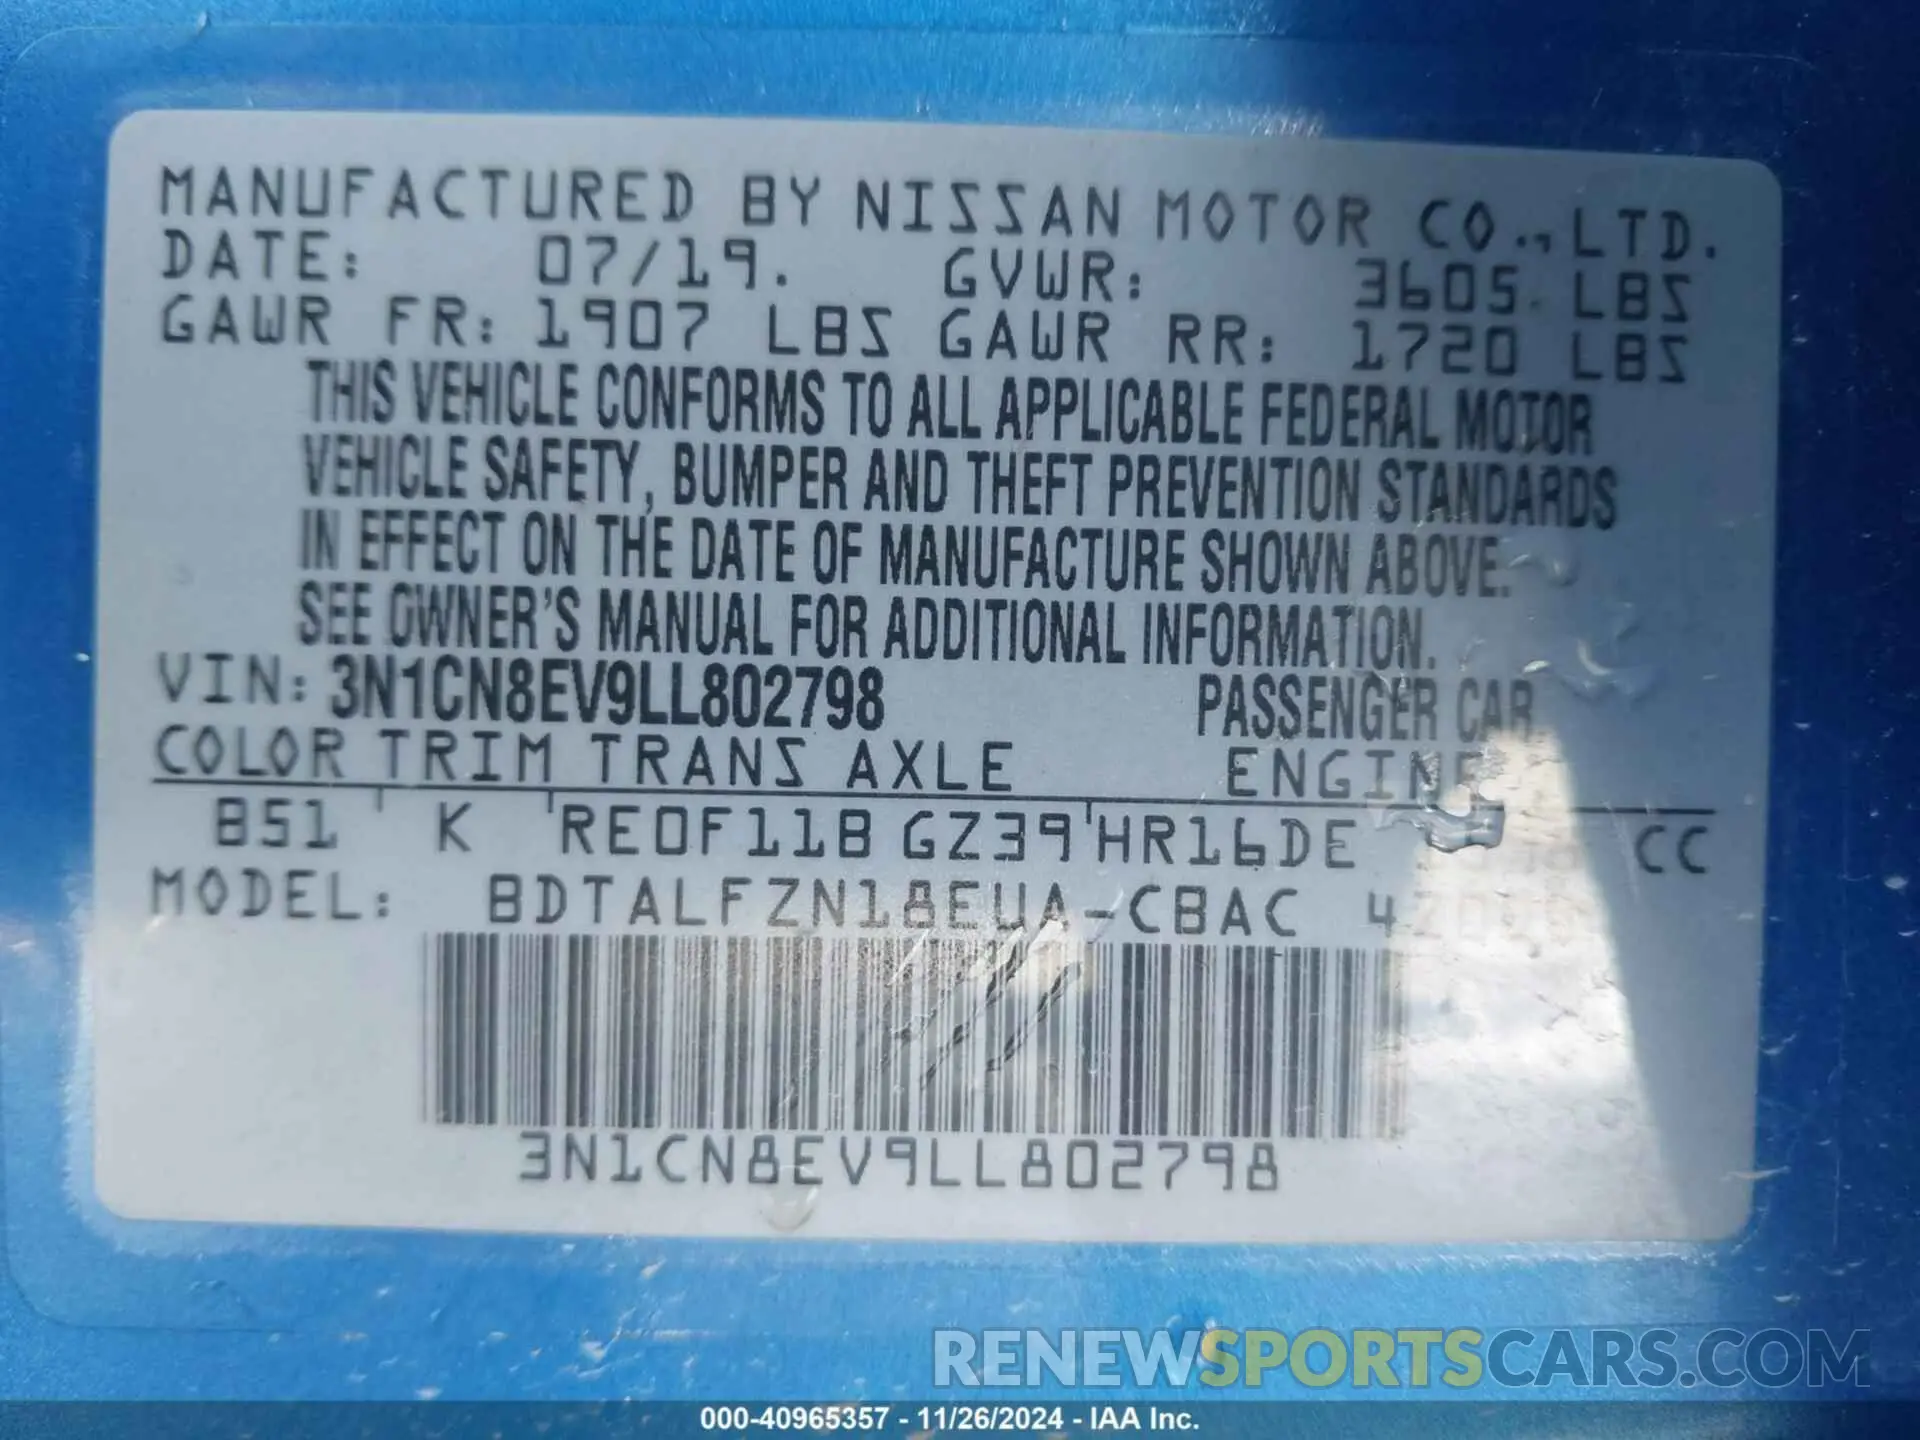 MANUFACTURED BY NISSAN MOTOR CO.,LTD.
DATE: 07/19. GVWR: 3605 LBS
GAWR FR: 1907 LBS GAWR RR: 1720 LBS
THIS VEHICLE CONFORMS TO ALL APPLICABLE FEDERAL MOTOR
VEHICLE SAFETY, BUMPER AND THEFT PREVENTION STANDARDS
IN EFFECT ON THE DATE OF MANUFACTURE SHOWN ABOVE.
SEE OWNER'S MANUAL FOR ADDITIONAL INFORMATION.
VIN: 3N1CN8EV9LL802798 PASSENGER CAR
COLOR TRIM TRANS AXLE ENGINE
B51 K RE0F11B GZ39 HR16DE CC
MODEL: BDTALFZN18EUA-CBAC
3N1CN8EV9LL802798
RENEWSPORTSCARS.COM
000-40965357 - 11/26/2024 - IAA Inc.